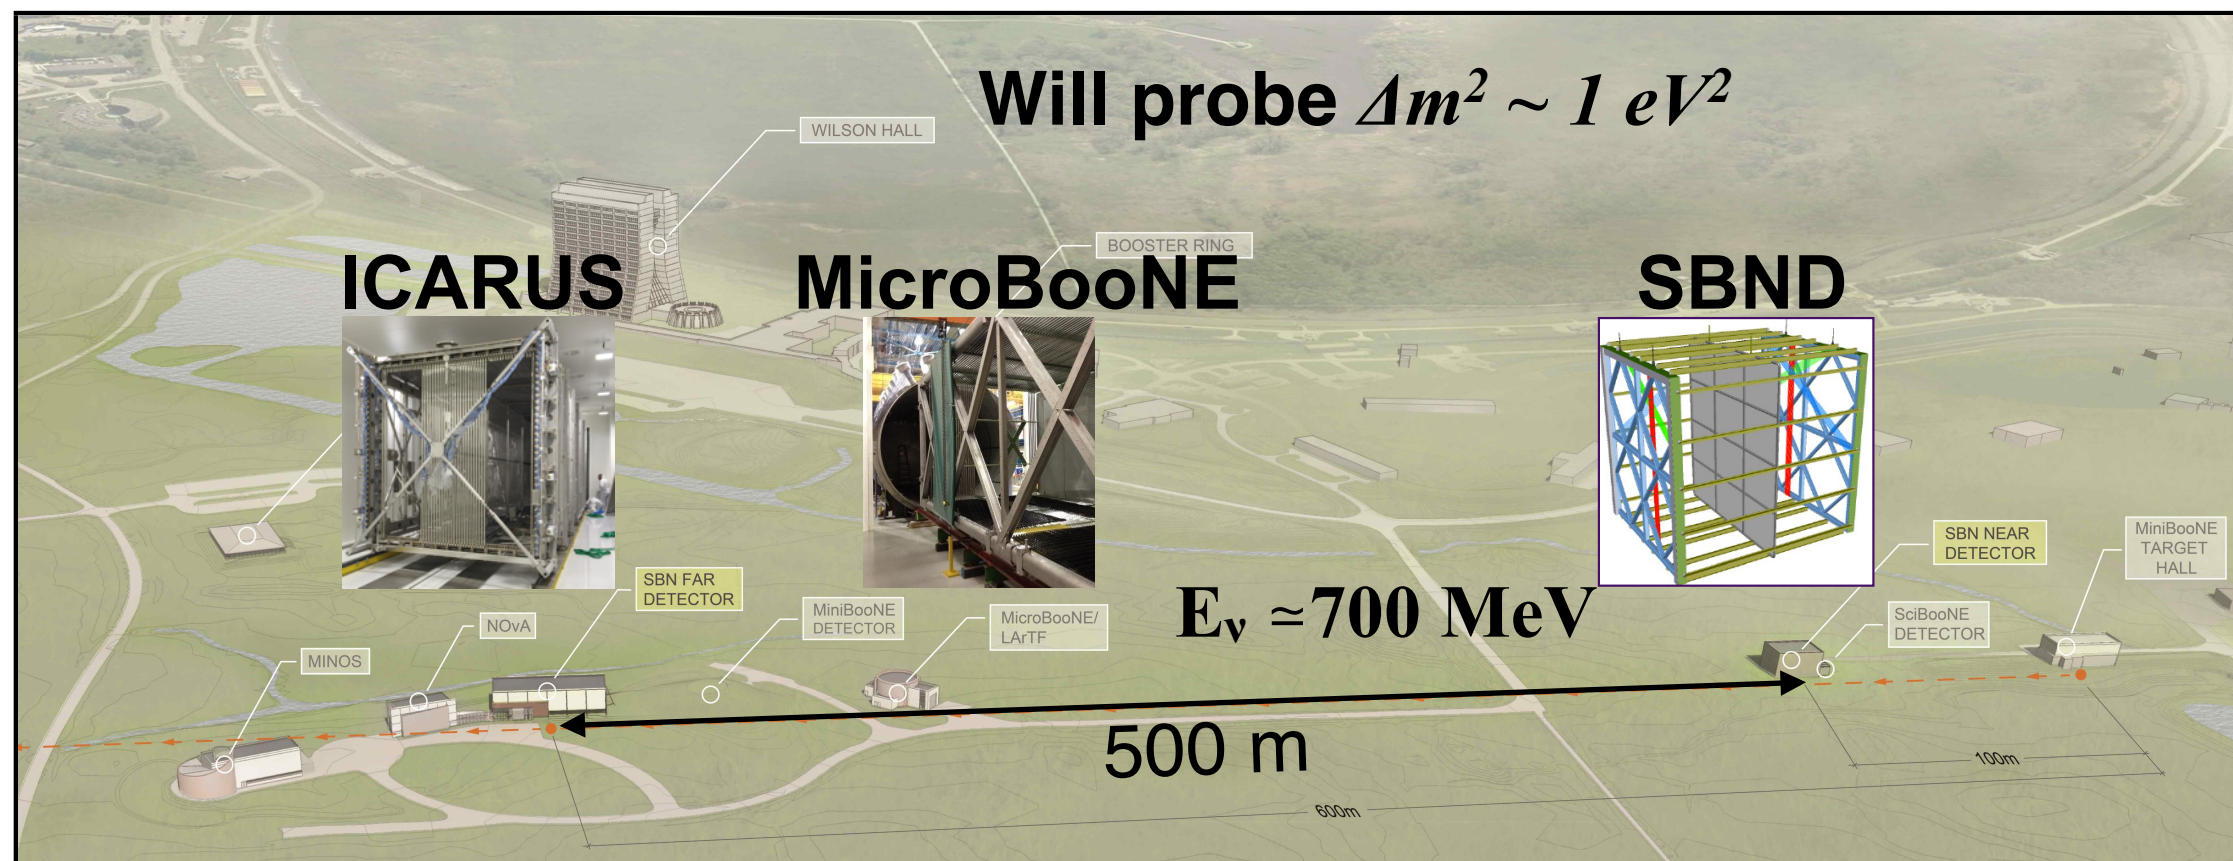 Will probe Δm² ~ 1 eV²
WILSON HALL
BOOSTER RING
ICARUS
MicroBooNE
SBND
SBN NEAR
DETECTOR
MiniBooNE
TARGET
HALL
SBN FAR
DETECTOR
MiniBooNE
DETECTOR
MicroBooNE/
LArTF
Eν ≃700 MeV
SciBooNE
DETECTOR
NOvA
MINOS
500 m
100m
600m